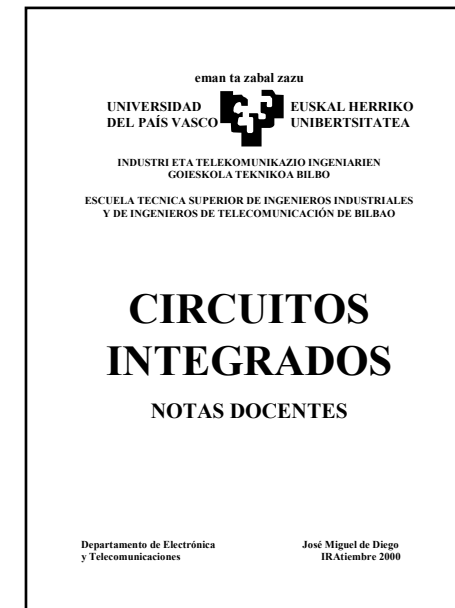 eman ta zabal zazu
UNIVERSIDAD EUSKAL HERRIKO
DEL PAÍS VASCO UNIBERTSITATEA
INDUSTRI ETA TELEKOMUNIKAZIO INGENIARIEN
GOIESKOLA TEKNIKOA BILBO
ESCUELA TECNICA SUPERIOR DE INGENIEROS INDUSTRIALES
Y DE INGENIEROS DE TELECOMUNICACIÓN DE BILBAO
CIRCUITOS
INTEGRADOS
NOTAS DOCENTES
Departamento de Electrónica José Miguel de Diego
y Telecomunicaciones IRAtiembre 2000